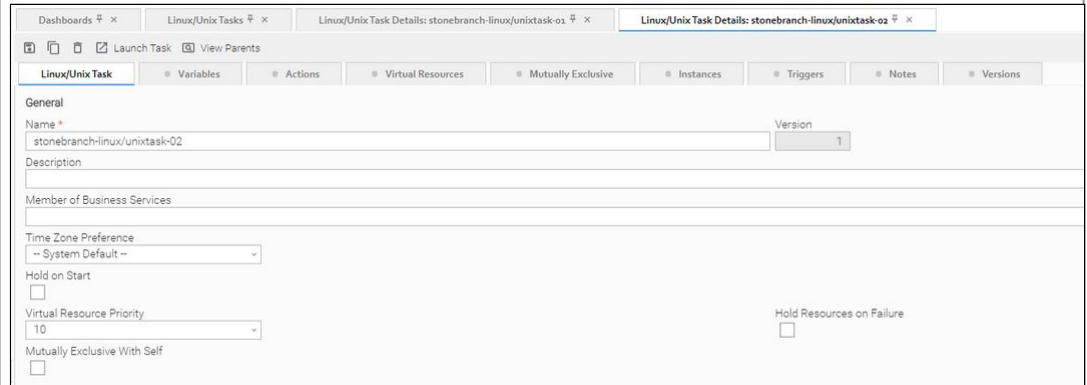 Dashboards × Linux/Unix Tasks × Linux/Unix Task Details: stonebranch-linux/unixtask-01 × Linux/Unix Task Details: stonebranch-linux/unixtask-02 ×
Launch Task View Parents
Linux/Unix Task Variables Actions Virtual Resources Mutually Exclusive Instances Triggers Notes Versions
General
Name * Version
stonebranch-linux/unixtask-02 1
Description
Member of Business Services
Time Zone Preference
-- System Default --
Hold on Start
Virtual Resource Priority Hold Resources on Failure
10
Mutually Exclusive With Self